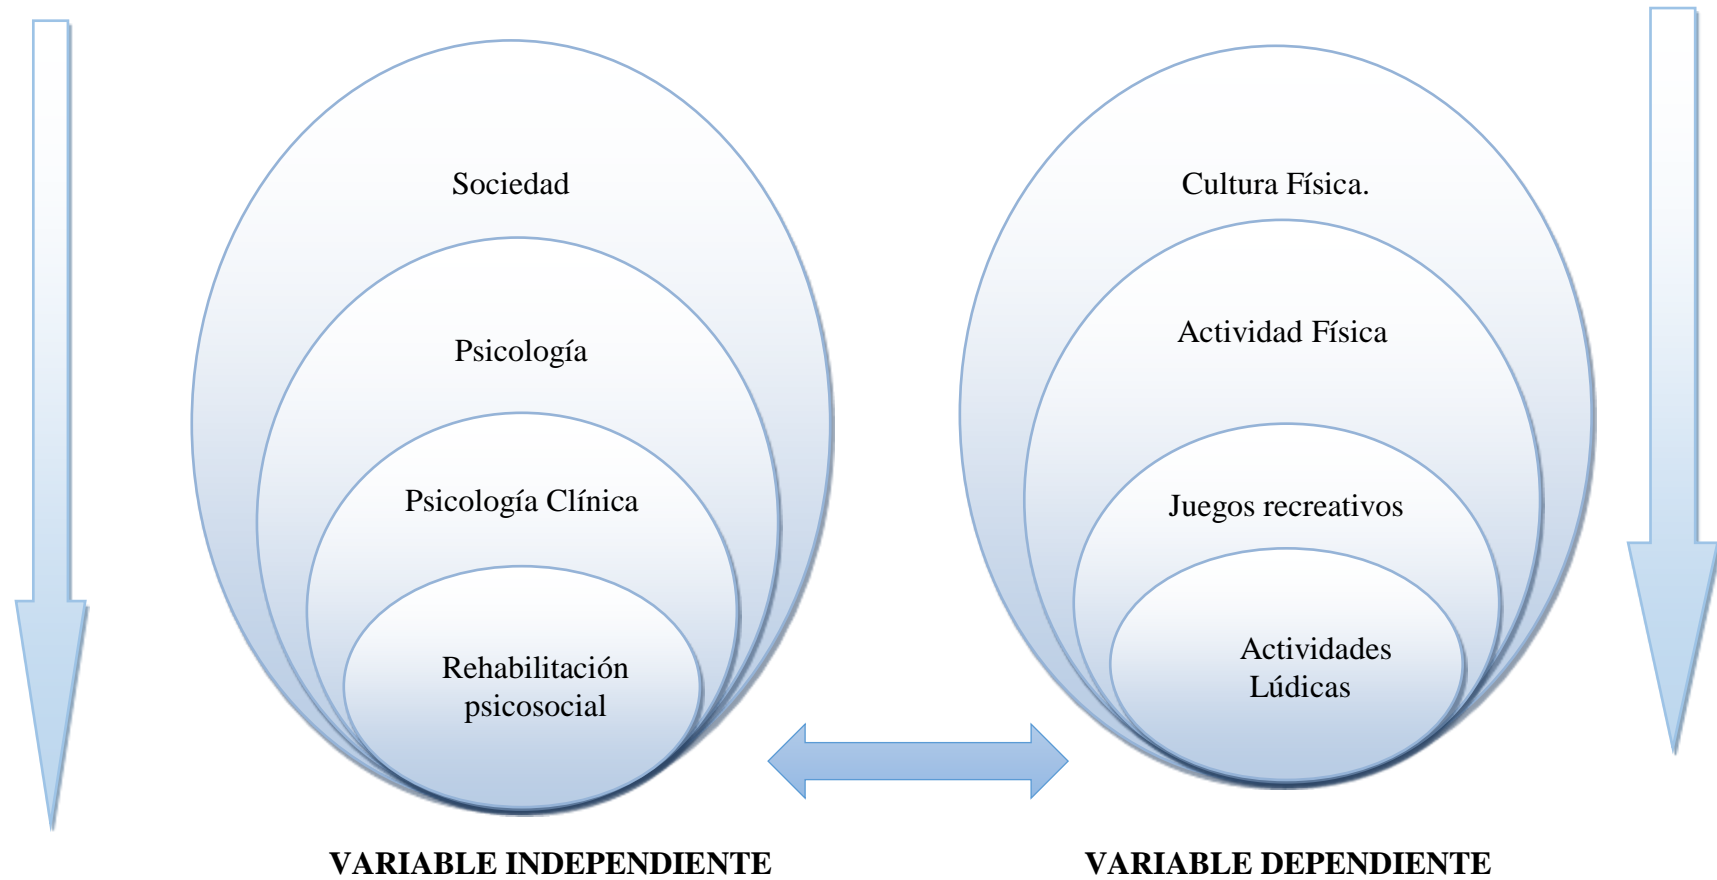 Sociedad
Psicología
Psicología Clínica
Rehabilitación
psicosocial
VARIABLE INDEPENDIENTE
Cultura Física.
Actividad Física
Juegos recreativos
Actividades
Lúdicas
VARIABLE DEPENDIENTE